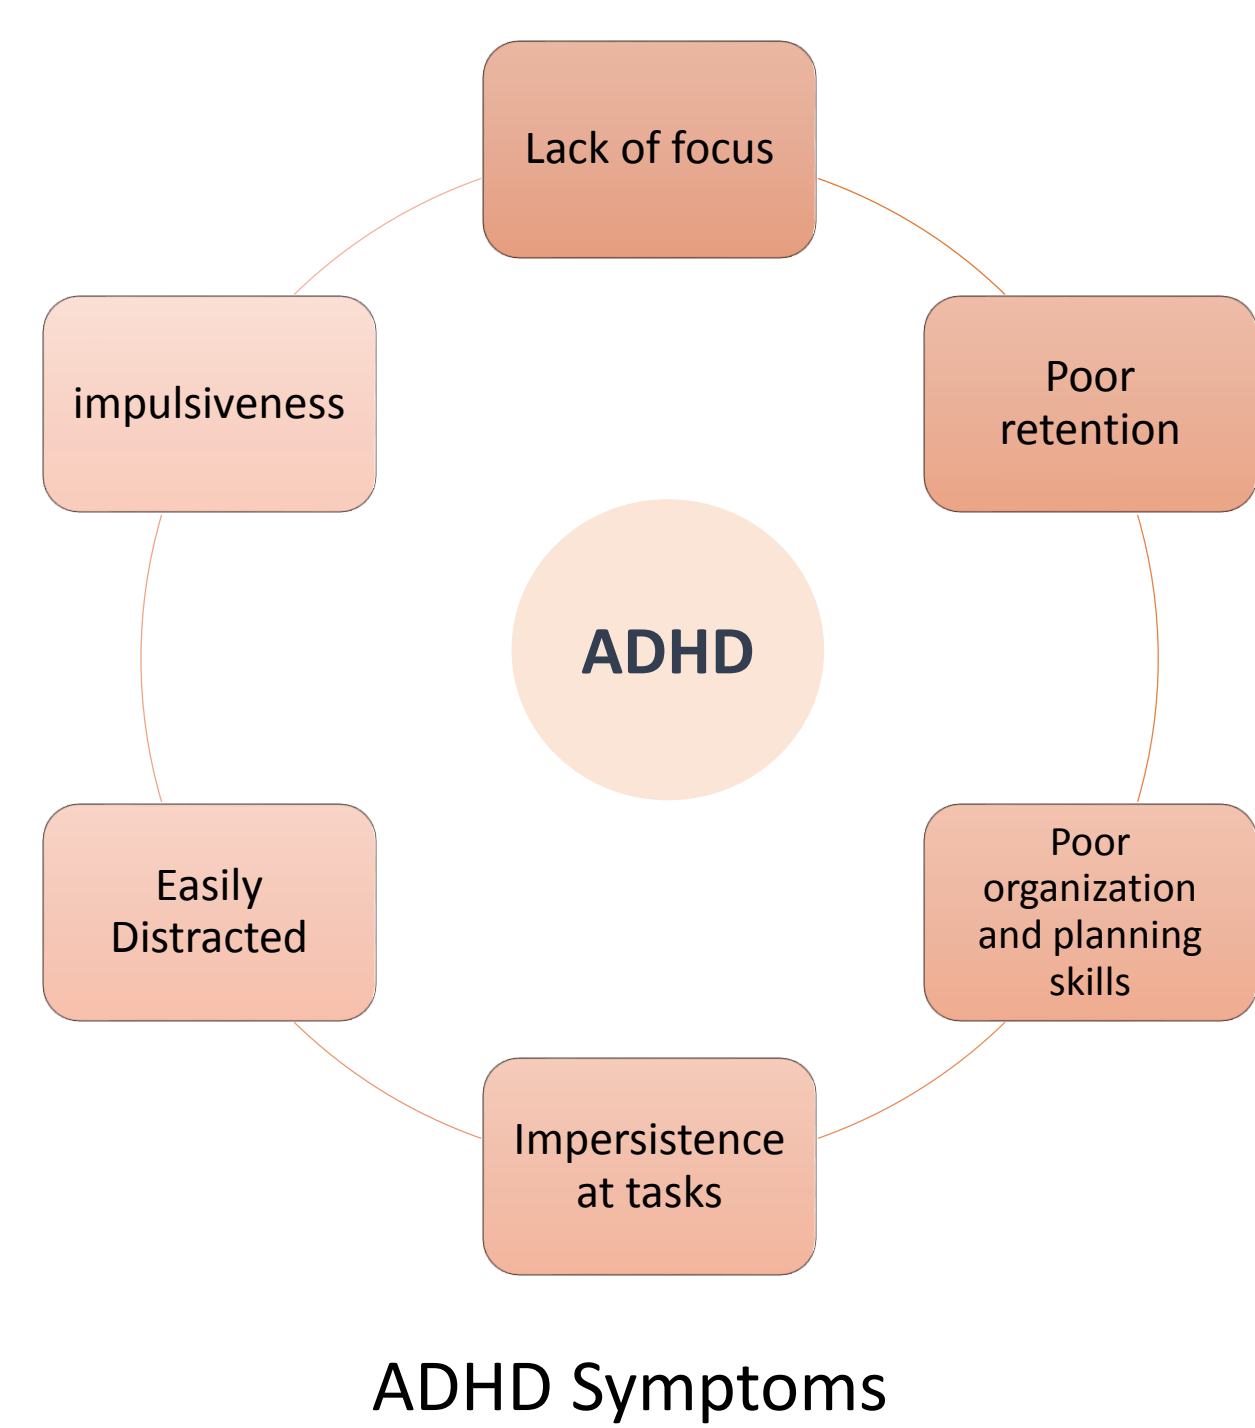 Lack of focus
Poor
retention
Poor
organization
and planning
skills
Impersistence
at tasks
Easily
Distracted
impulsiveness
ADHD
ADHD Symptoms